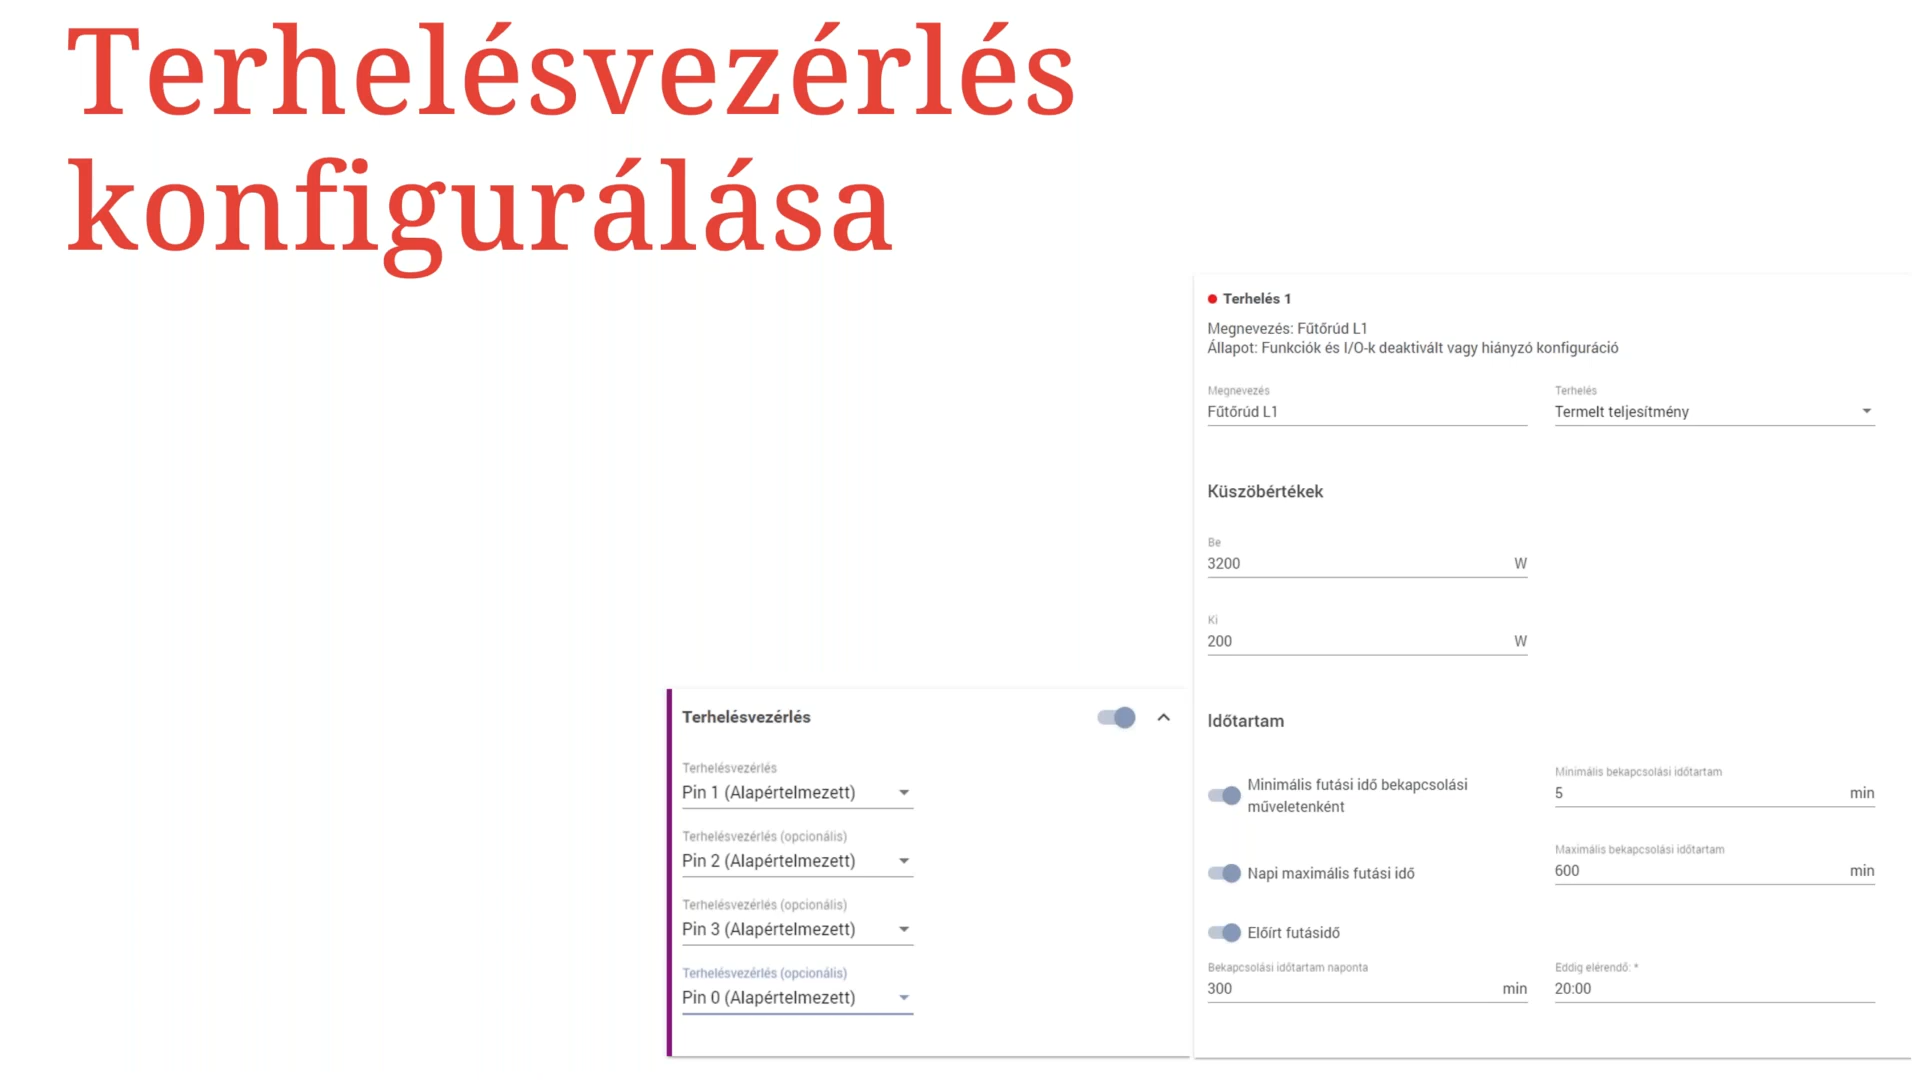 Terhelésvezérlés
konfigurálása
Terhelésvezérlés
Terhelésvezérlés
Pin 1 (Alapértelmezett)
Terhelésvezérlés (opcionális)
Pin 2 (Alapértelmezett)
Terhelésvezérlés (opcionális)
Pin 3 (Alapértelmezett)
Terhelésvezérlés (opcionális)
Pin 0 (Alapértelmezett)
Terhelés 1
Megnevezés: Fűtőrúd L1
Állapot: Funkciók és I/O-k deaktivált vagy hiányzó konfiguráció
Megnevezés
Fűtőrúd L1
Terhelés
Termelt teljesítmény
Küszöbértékek
Be
3200 W
Ki
200 W
Időtartam
Minimális futási idő bekapcsolási
műveletenként
Minimális bekapcsolási időtartam
5 min
Napi maximális futási idő
Maximális bekapcsolási időtartam
600 min
Előírt futásidő
Bekapcsolási időtartam naponta
300 min
Eddig elérendő: *
20:00